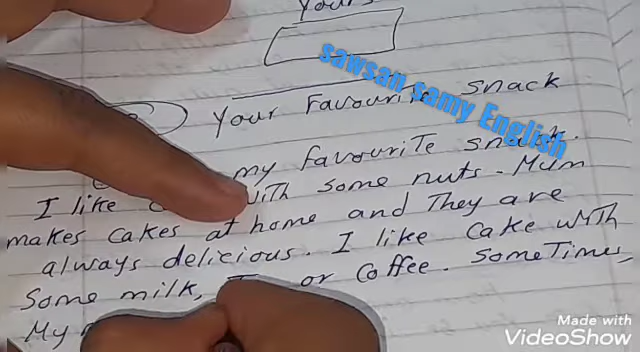 Yours
Your Favourite snack
sawsan samy English
my favourite snack.
I like with some nuts. Mum
makes cakes at home and They are
always delicious. I like cake with
Some milk, or coffee. SomeTimes,
My
Made with
VideoShow